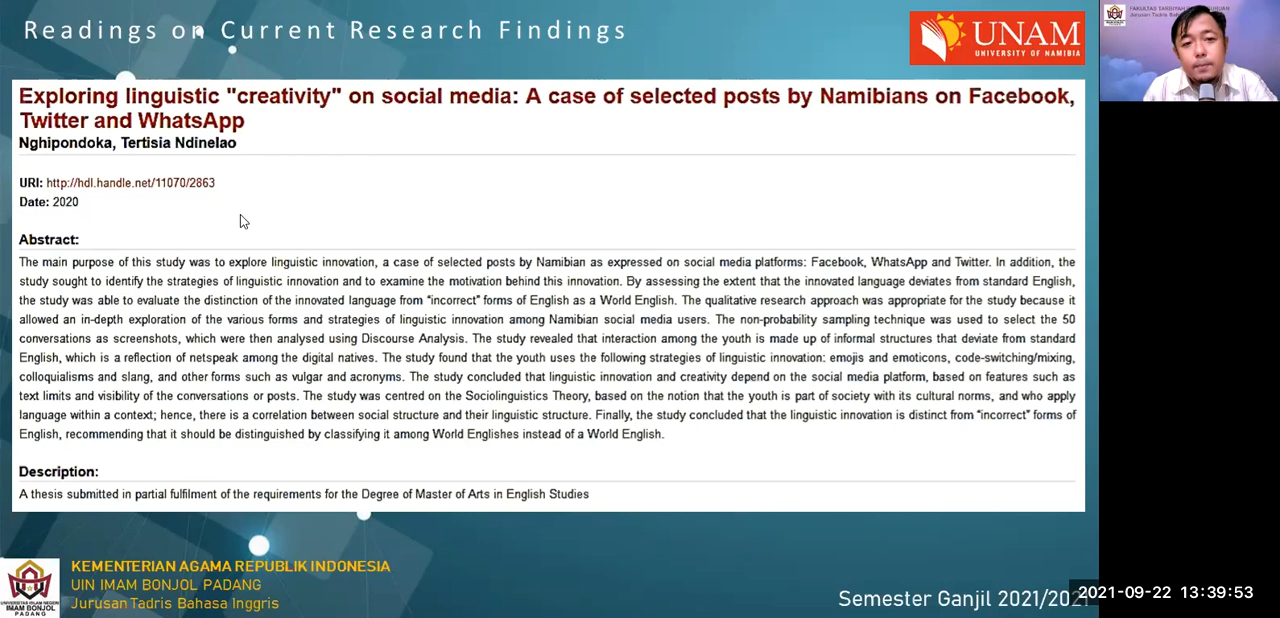 Readings on Current Research Findings
UNAM
UNIVERSITY OF NAMIBIA
FAKULTAS TARBIYAH
Jurusan Tadris Bahasa
Exploring linguistic "creativity" on social media: A case of selected posts by Namibians on Facebook,
Twitter and WhatsApp
Nghipondoka, Tertisia Ndinelao
URI: http://hdl.handle.net/11070/2863
Date: 2020
Abstract:
The main purpose of this study was to explore linguistic innovation, a case of selected posts by Namibian as expressed on social media platforms: Facebook, WhatsApp and Twitter. In addition, the
study sought to identify the strategies of linguistic innovation and to examine the motivation behind this innovation. By assessing the extent that the innovated language deviates from standard English,
the study was able to evaluate the distinction of the innovated language from “incorrect” forms of English as a World English. The qualitative research approach was appropriate for the study because it
allowed an in-depth exploration of the various forms and strategies of linguistic innovation among Namibian social media users. The non-probability sampling technique was used to select the 50
conversations as screenshots, which were then analysed using Discourse Analysis. The study revealed that interaction among the youth is made up of informal structures that deviate from standard
English, which is a reflection of netspeak among the digital natives. The study found that the youth uses the following strategies of linguistic innovation: emojis and emoticons, code-switching/mixing,
colloquialisms and slang, and other forms such as vulgar and acronyms. The study concluded that linguistic innovation and creativity depend on the social media platform, based on features such as
text limits and visibility of the conversations or posts. The study was centred on the Sociolinguistics Theory, based on the notion that the youth is part of society with its cultural norms, and who apply
language within a context; hence, there is a correlation between social structure and their linguistic structure. Finally, the study concluded that the linguistic innovation is distinct from “incorrect” forms of
English, recommending that it should be distinguished by classifying it among World Englishes instead of a World English.
Description:
A thesis submitted in partial fulfilment of the requirements for the Degree of Master of Arts in English Studies
UNIVERSITAS ISLAM NEGERI
IMAM BONJOL
PADANG
KEMENTERIAN AGAMA REPUBLIK INDONESIA
UIN IMAM BONJOL PADANG
Jurusan Tadris Bahasa Inggris
Semester Ganjil 2021/202
2021-09-22 13:39:53